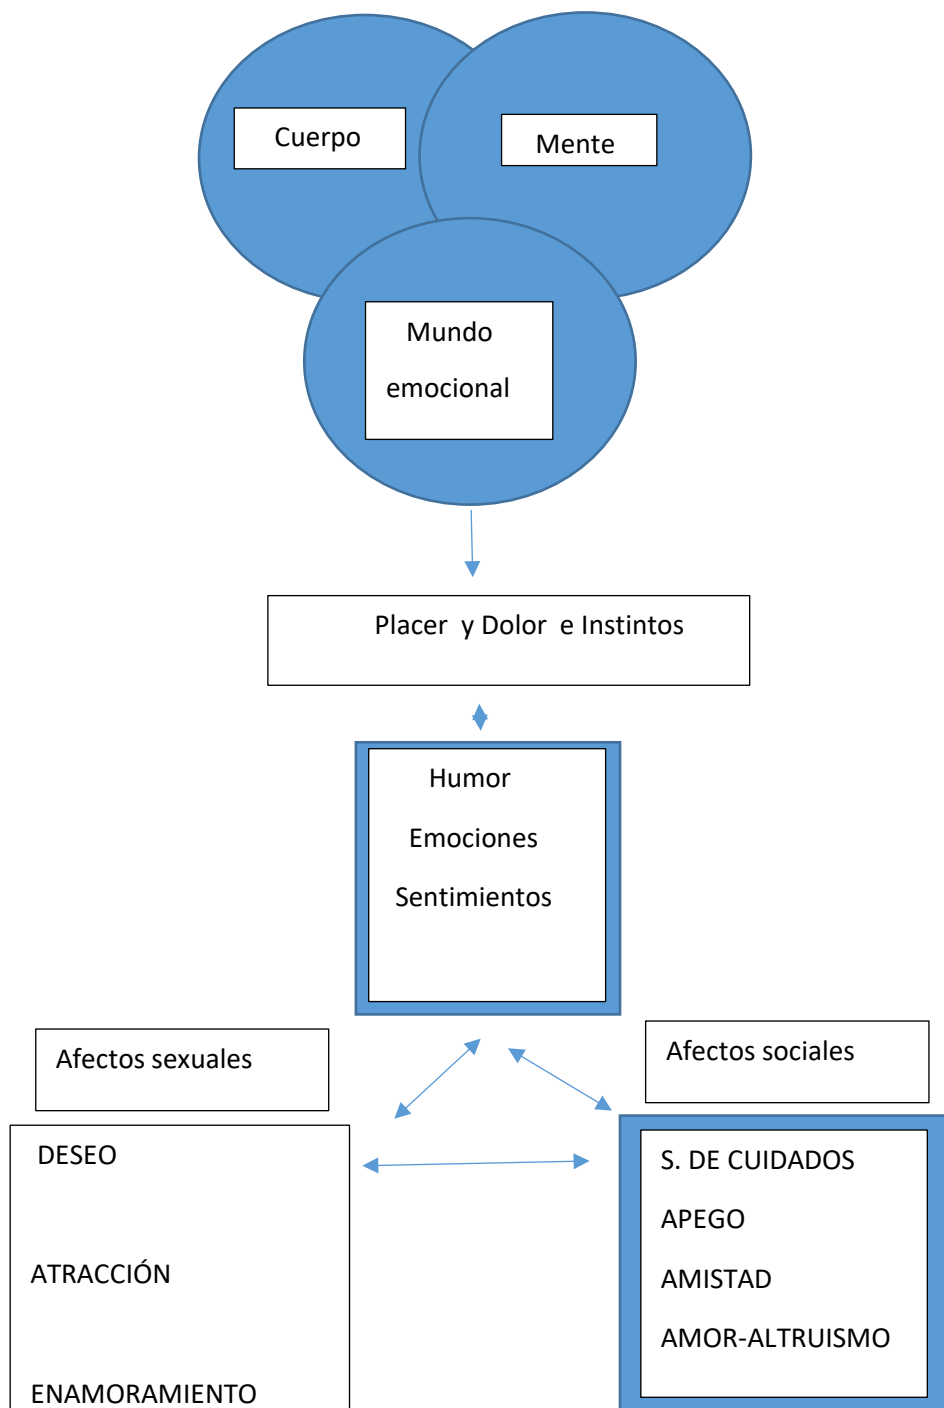 Cuerpo
Mente
Mundo
emocional
Placer y Dolor e Instintos
Humor
Emociones
Sentimientos
Afectos sexuales
Afectos sociales
DESEO
ATRACCIÓN
ENAMORAMIENTO
S. DE CUIDADOS
APEGO
AMISTAD
AMOR-ALTRUISMO